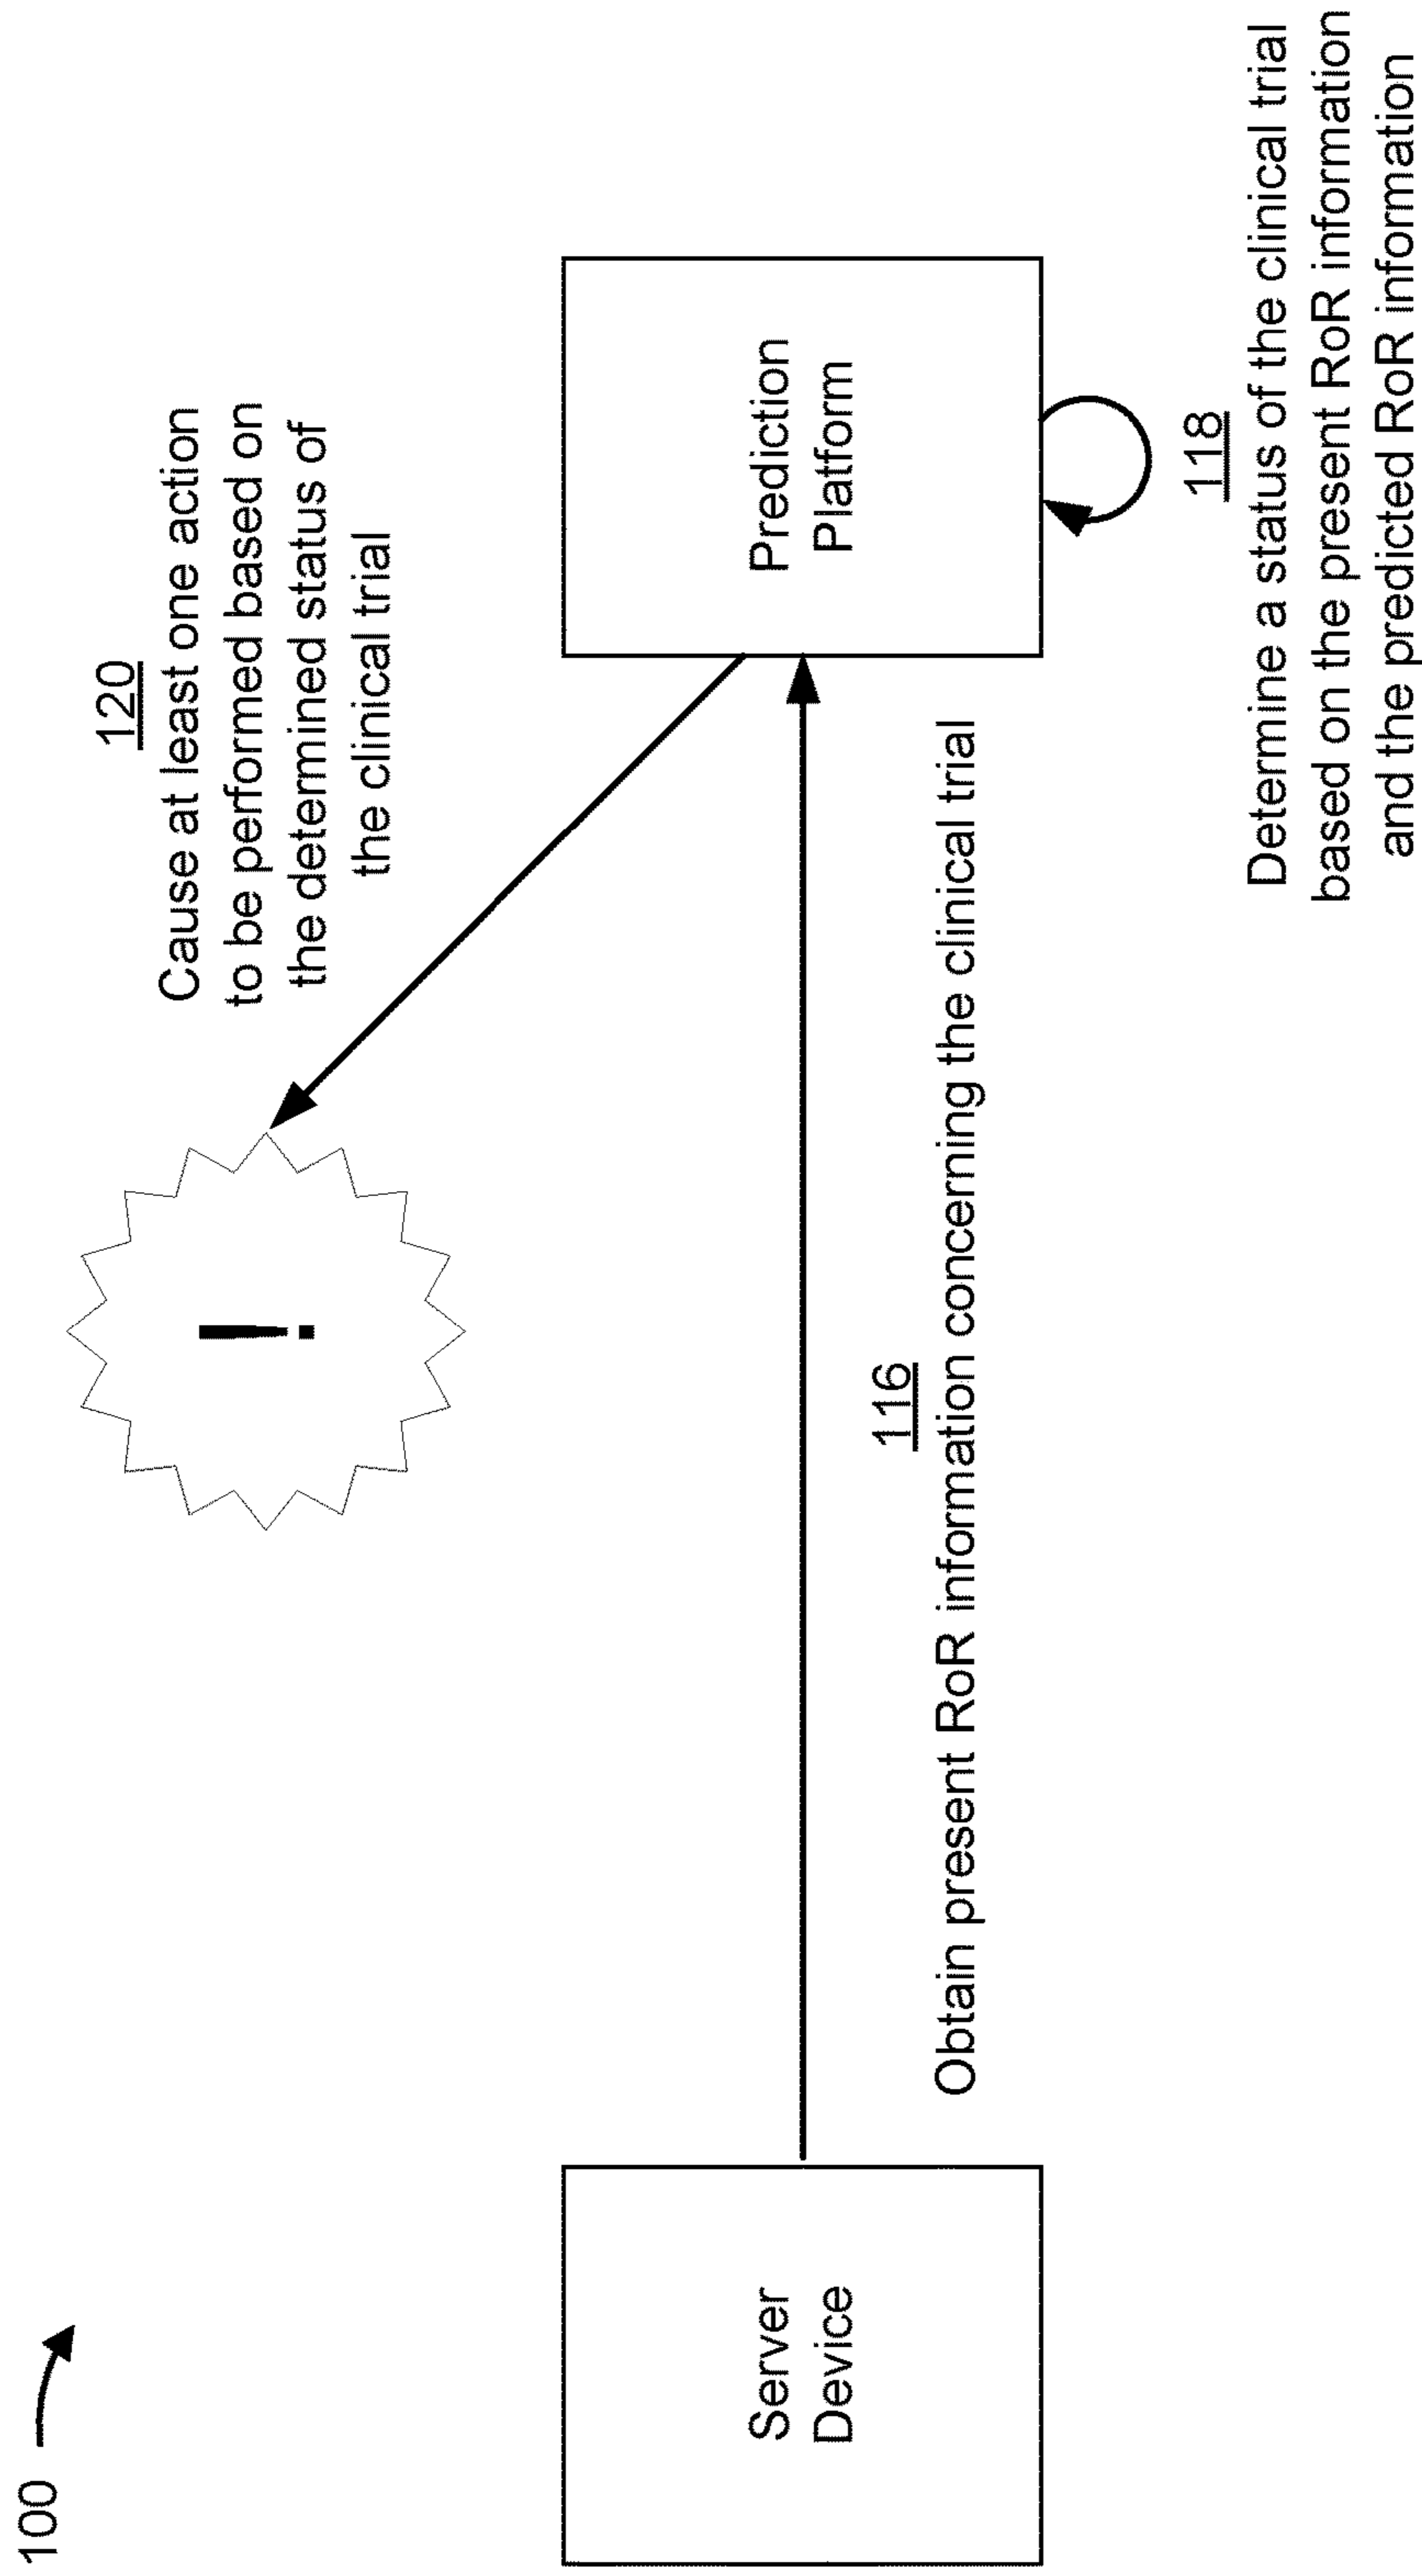 100
120
Cause at least one action
to be performed based on
the determined status of
the clinical trial
!
Server
Device
Prediction
Platform
116
Obtain present RoR information concerning the clinical trial
118
Determine a status of the clinical trial
based on the present RoR information
and the predicted RoR information